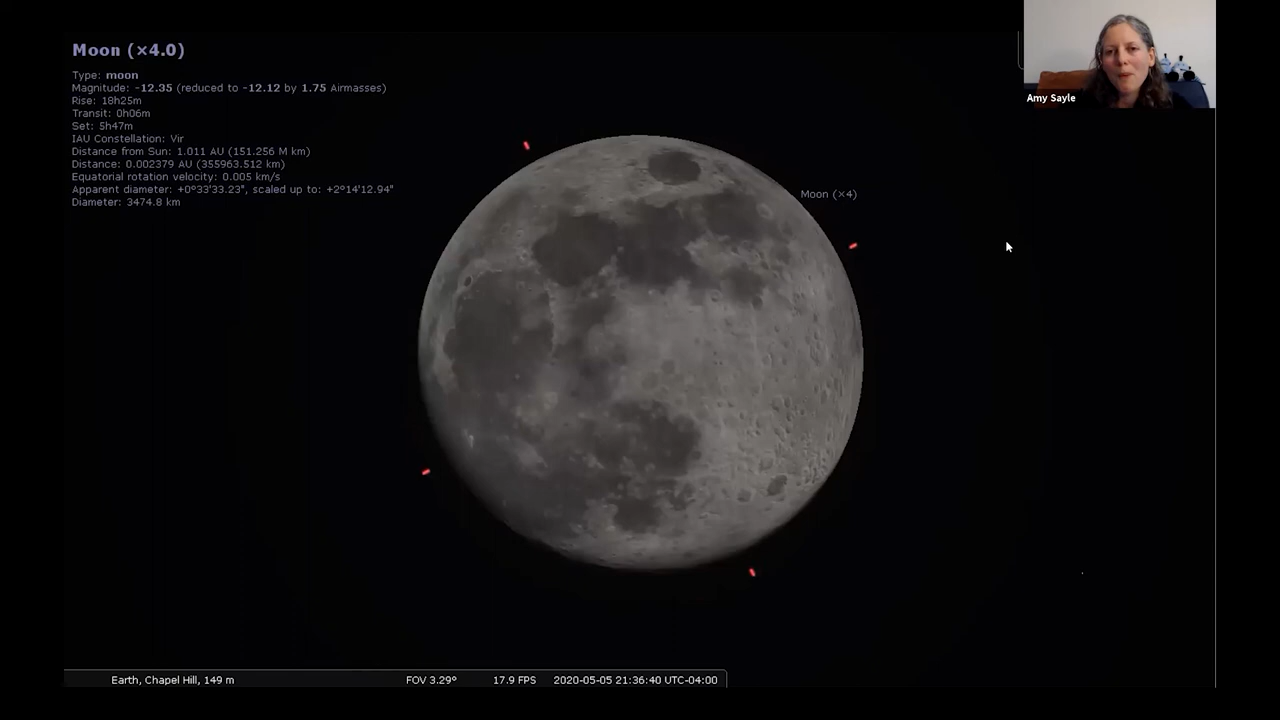 Moon (×4.0)
Type: moon
Magnitude: -12.35 (reduced to -12.12 by 1.75 Airmasses)
Rise: 18h25m
Transit: 0h06m
Set: 5h47m
IAU Constellation: Vir
Distance from Sun: 1.011 AU (151.256 M km)
Distance: 0.002379 AU (355963.512 km)
Equatorial rotation velocity: 0.005 km/s
Apparent diameter: +0°33'33.23", scaled up to: +2°14'12.94"
Diameter: 3474.8 km
Amy Sayle
Moon (×4)
Earth, Chapel Hill, 149 m FOV 3.29° 17.9 FPS 2020-05-05 21:36:40 UTC-04:00